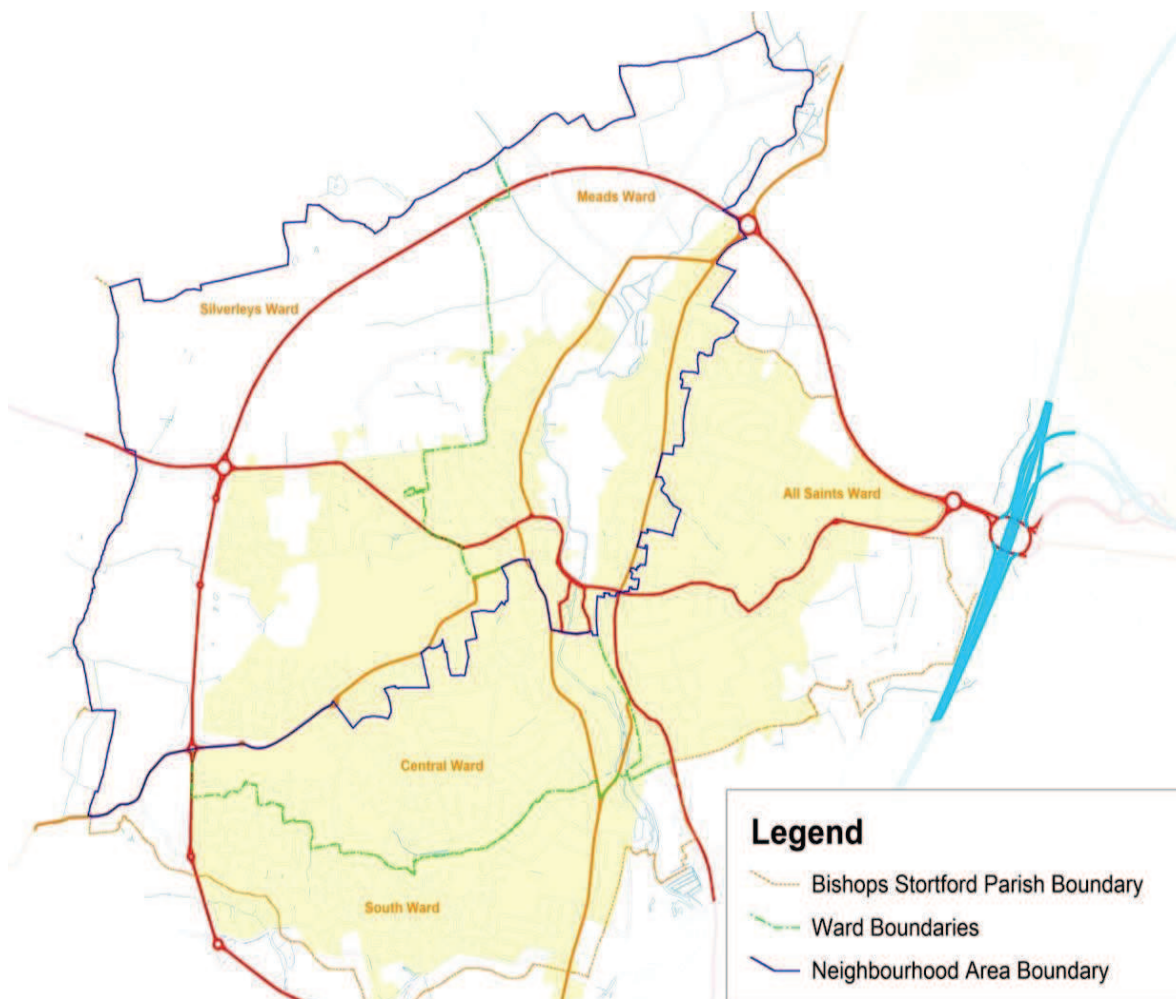 Meads Ward
Silverleys Ward
All Saints Ward
Central Ward
South Ward
Legend
Bishops Stortford Parish Boundary
Ward Boundaries
Neighbourhood Area Boundary